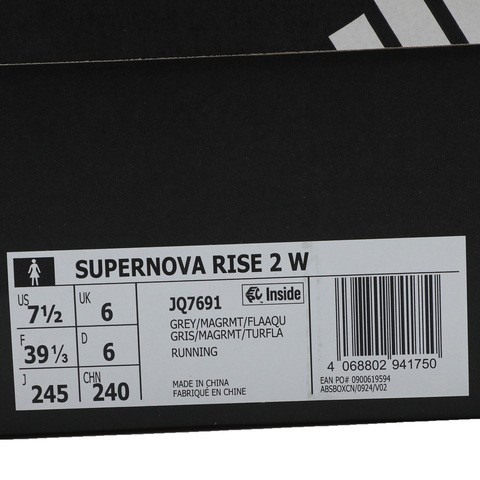 SUPERNOVA RISE 2 W
US 7½ UK 6
F 39⅓ D 6
J 245 CHN 240
JQ7691 Inside
GREY/MAGRMT/FLAAQU
GRIS/MAGRMT/TURFLA
RUNNING
MADE IN CHINA
FABRIQUÉ EN CHINE
4 068802 941750
EAN PO# 0900619594
ABSBOXCN/0924/V02